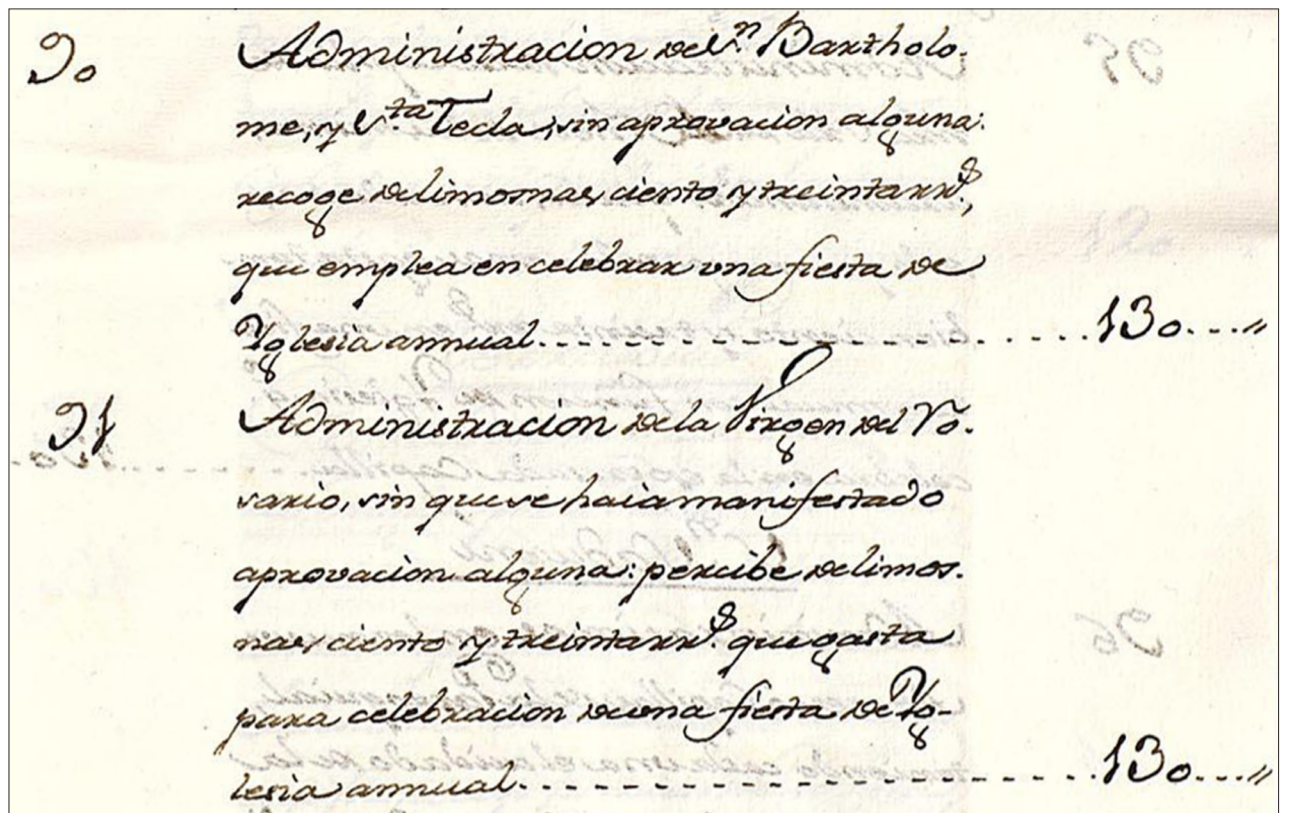 90 Administracion de S.n Bartholo-
me, y S.ta Tecla, sin aprovacion alguna:
recoge de limosnas, ciento, y treinta rr.s,
que emplea en celebrar una fiesta de
Yglesia annual. 130
91 Administracion de la Virgen del Ro-
sario, sin que se haia manifestado
aprovacion alguna: percibe de limos-
nas, ciento y treinta rr.s que gasta
para celebracion de una fiesta de Yg-
lesia annual. 130